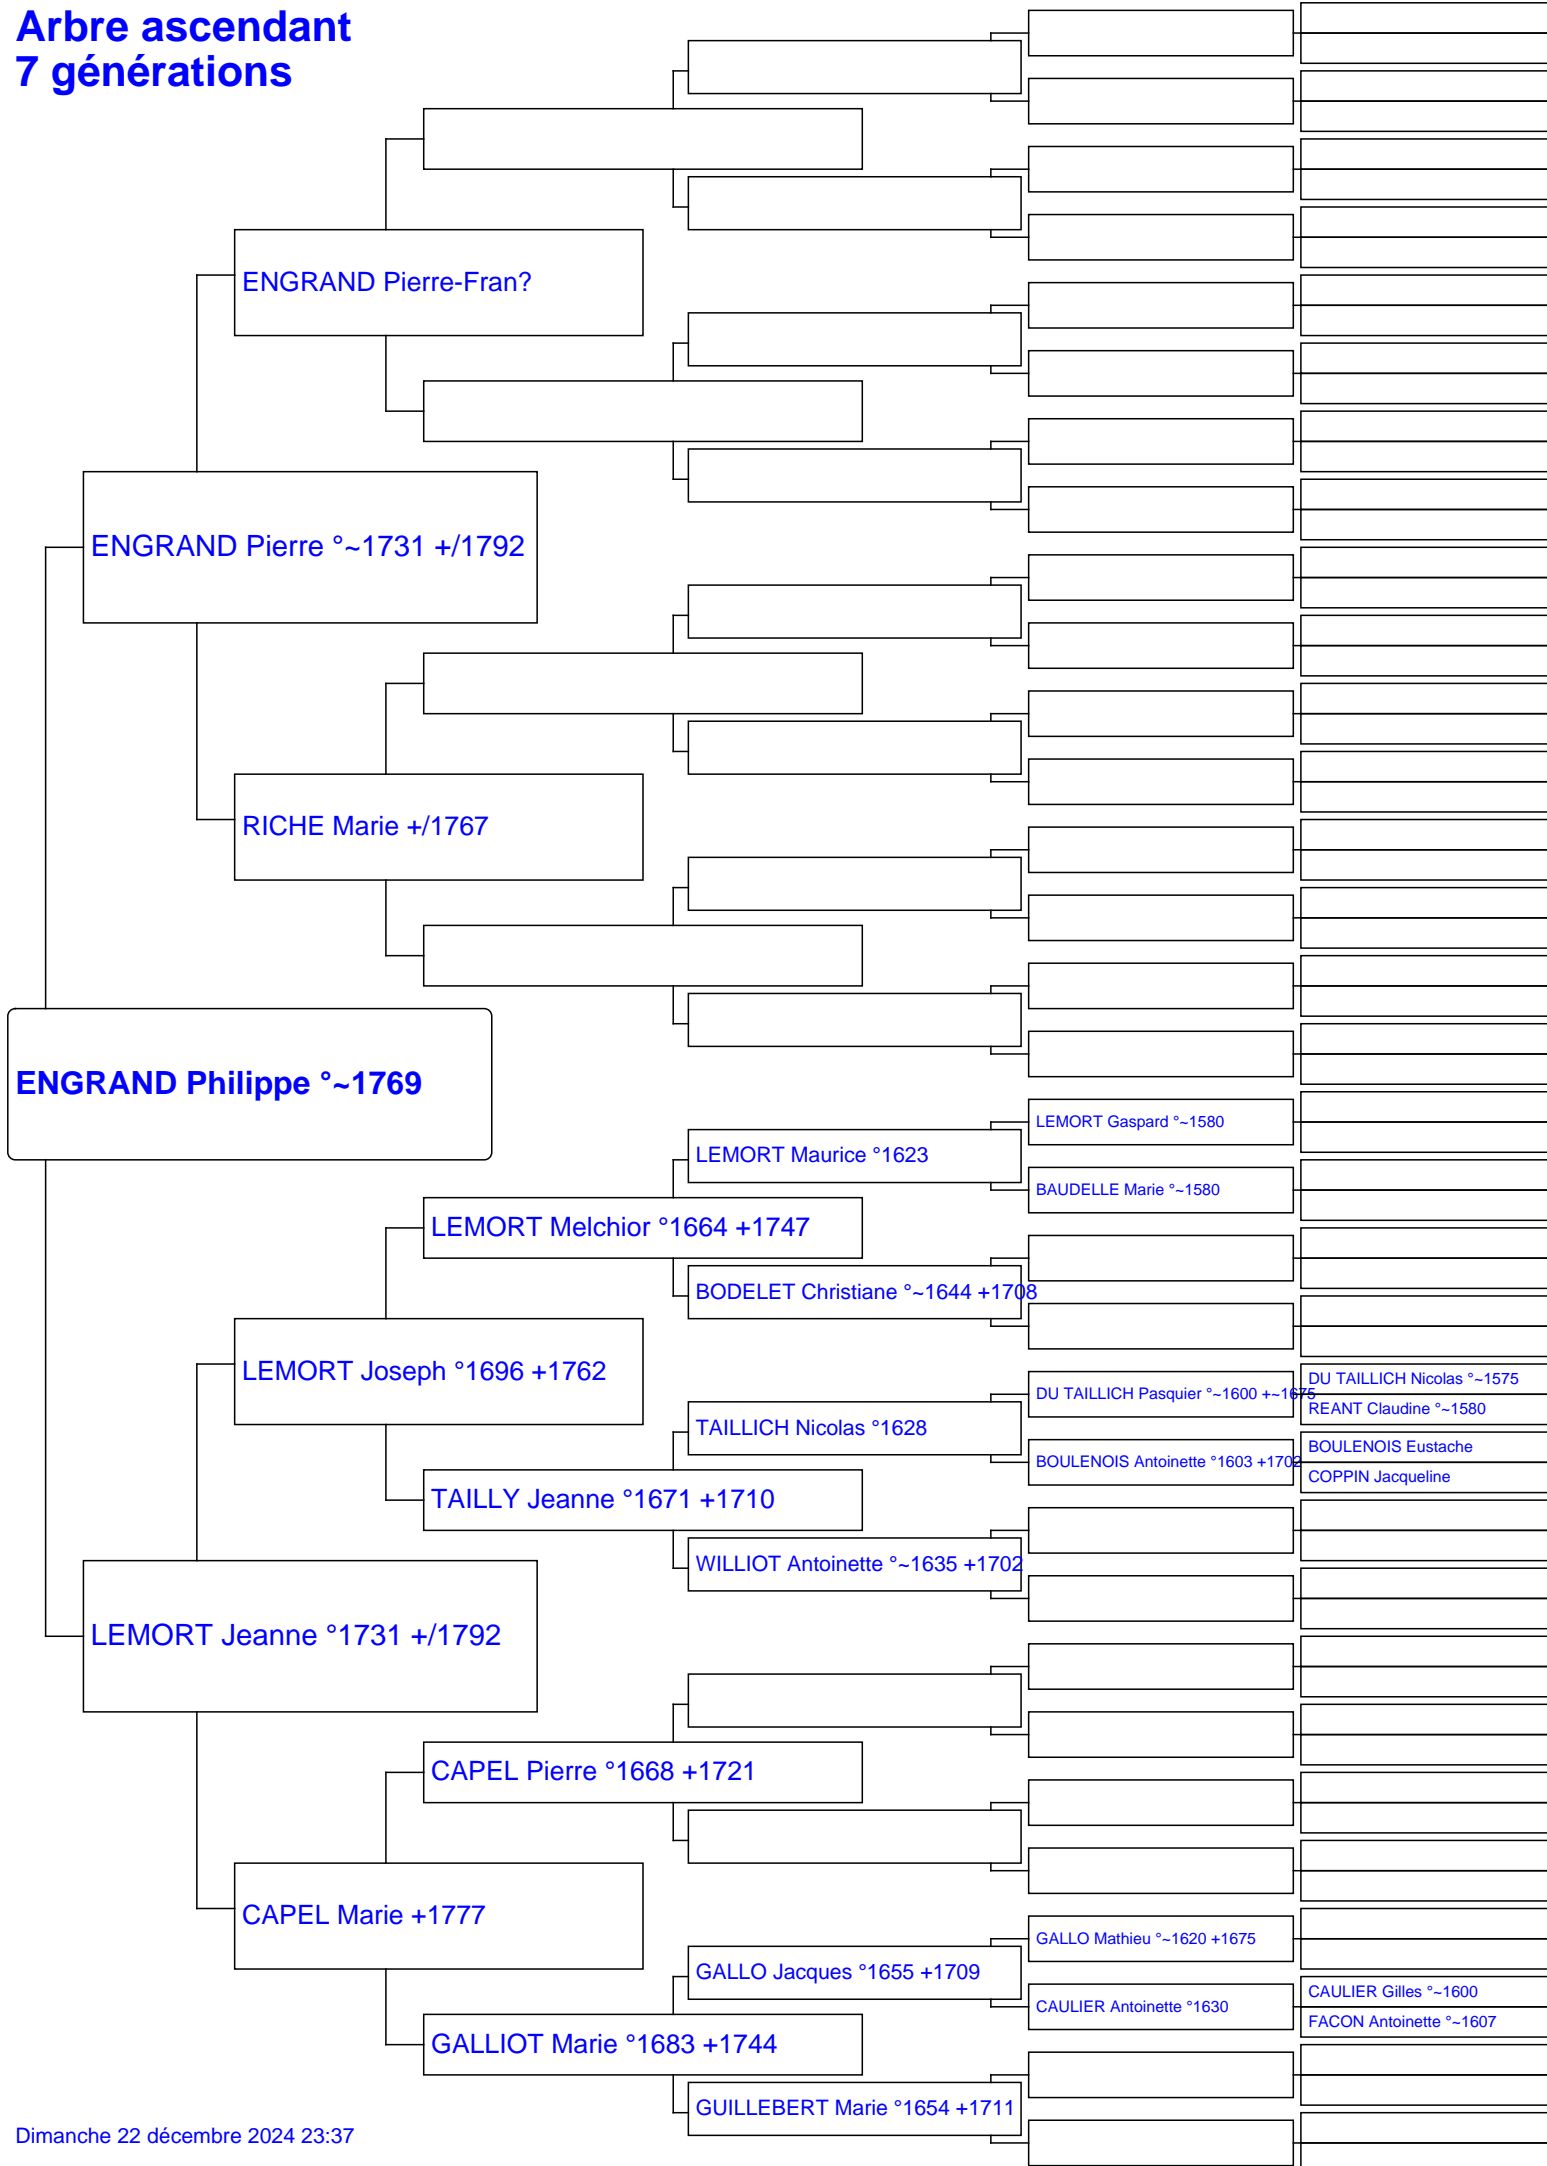 Arbre ascendant
7 générations
ENGRAND Pierre-Fran?
ENGRAND Pierre °~1731 +/1792
RICHE Marie +/1767
ENGRAND Philippe °~1769
LEMORT Gaspard °~1580
LEMORT Maurice °1623
BAUDELLE Marie °~1580
LEMORT Melchior °1664 +1747
BODELET Christiane °~1644 +1708
LEMORT Joseph °1696 +1762
DU TAILLICH Nicolas °~1575
DU TAILLICH Pasquier °~1600 +~1675
REANT Claudine °~1580
TAILLICH Nicolas °1628
BOULENOIS Eustache
BOULENOIS Antoinette °1603 +1702
COPPIN Jacqueline
TAILLY Jeanne °1671 +1710
WILLIOT Antoinette °~1635 +1702
LEMORT Jeanne °1731 +/1792
CAPEL Pierre °1668 +1721
CAPEL Marie +1777
GALLO Mathieu °~1620 +1675
GALLO Jacques °1655 +1709
CAULIER Gilles °~1600
CAULIER Antoinette °1630
FACON Antoinette °~1607
GALLIOT Marie °1683 +1744
GUILLEBERT Marie °1654 +1711
Dimanche 22 décembre 2024 23:37